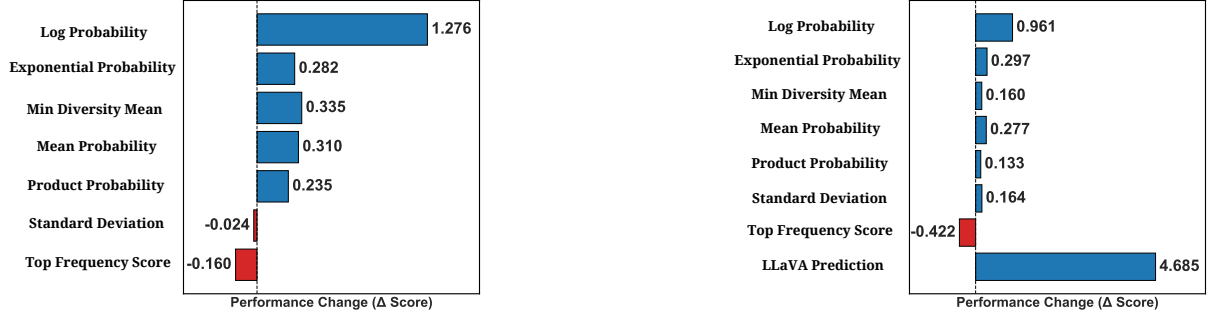 Log Probability 1.276
Exponential Probability 0.282
Min Diversity Mean 0.335
Mean Probability 0.310
Product Probability 0.235
Standard Deviation -0.024
Top Frequency Score -0.160
Performance Change (Δ Score)
Log Probability 0.961
Exponential Probability 0.297
Min Diversity Mean 0.160
Mean Probability 0.277
Product Probability 0.133
Standard Deviation 0.164
Top Frequency Score -0.422
LLaVA Prediction 4.685
Performance Change (Δ Score)